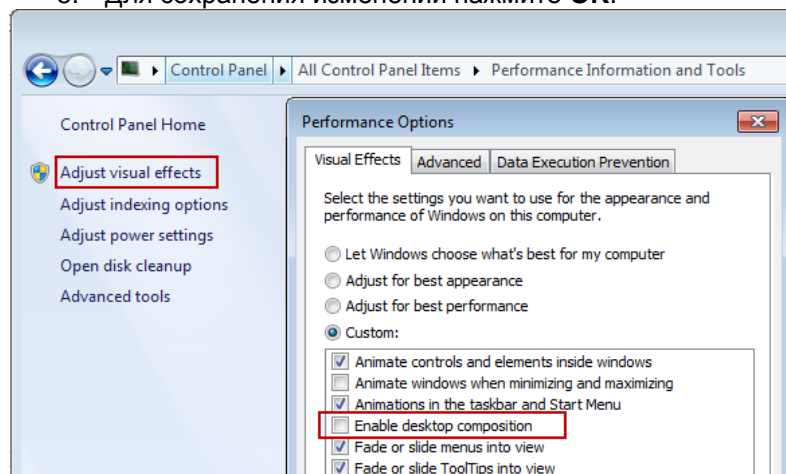 Для сохранения изменений нажмите OK.
Control Panel ▸ All Control Panel Items ▸ Performance Information and Tools
Control Panel Home
Adjust visual effects
Adjust indexing options
Adjust power settings
Open disk cleanup
Advanced tools
Performance Options
Visual Effects Advanced Data Execution Prevention
Select the settings you want to use for the appearance and
performance of Windows on this computer.
Let Windows choose what's best for my computer
Adjust for best appearance
Adjust for best performance
Custom:
Animate controls and elements inside windows
Animate windows when minimizing and maximizing
Animations in the taskbar and Start Menu
Enable desktop composition
Fade or slide menus into view
Fade or slide ToolTips into view